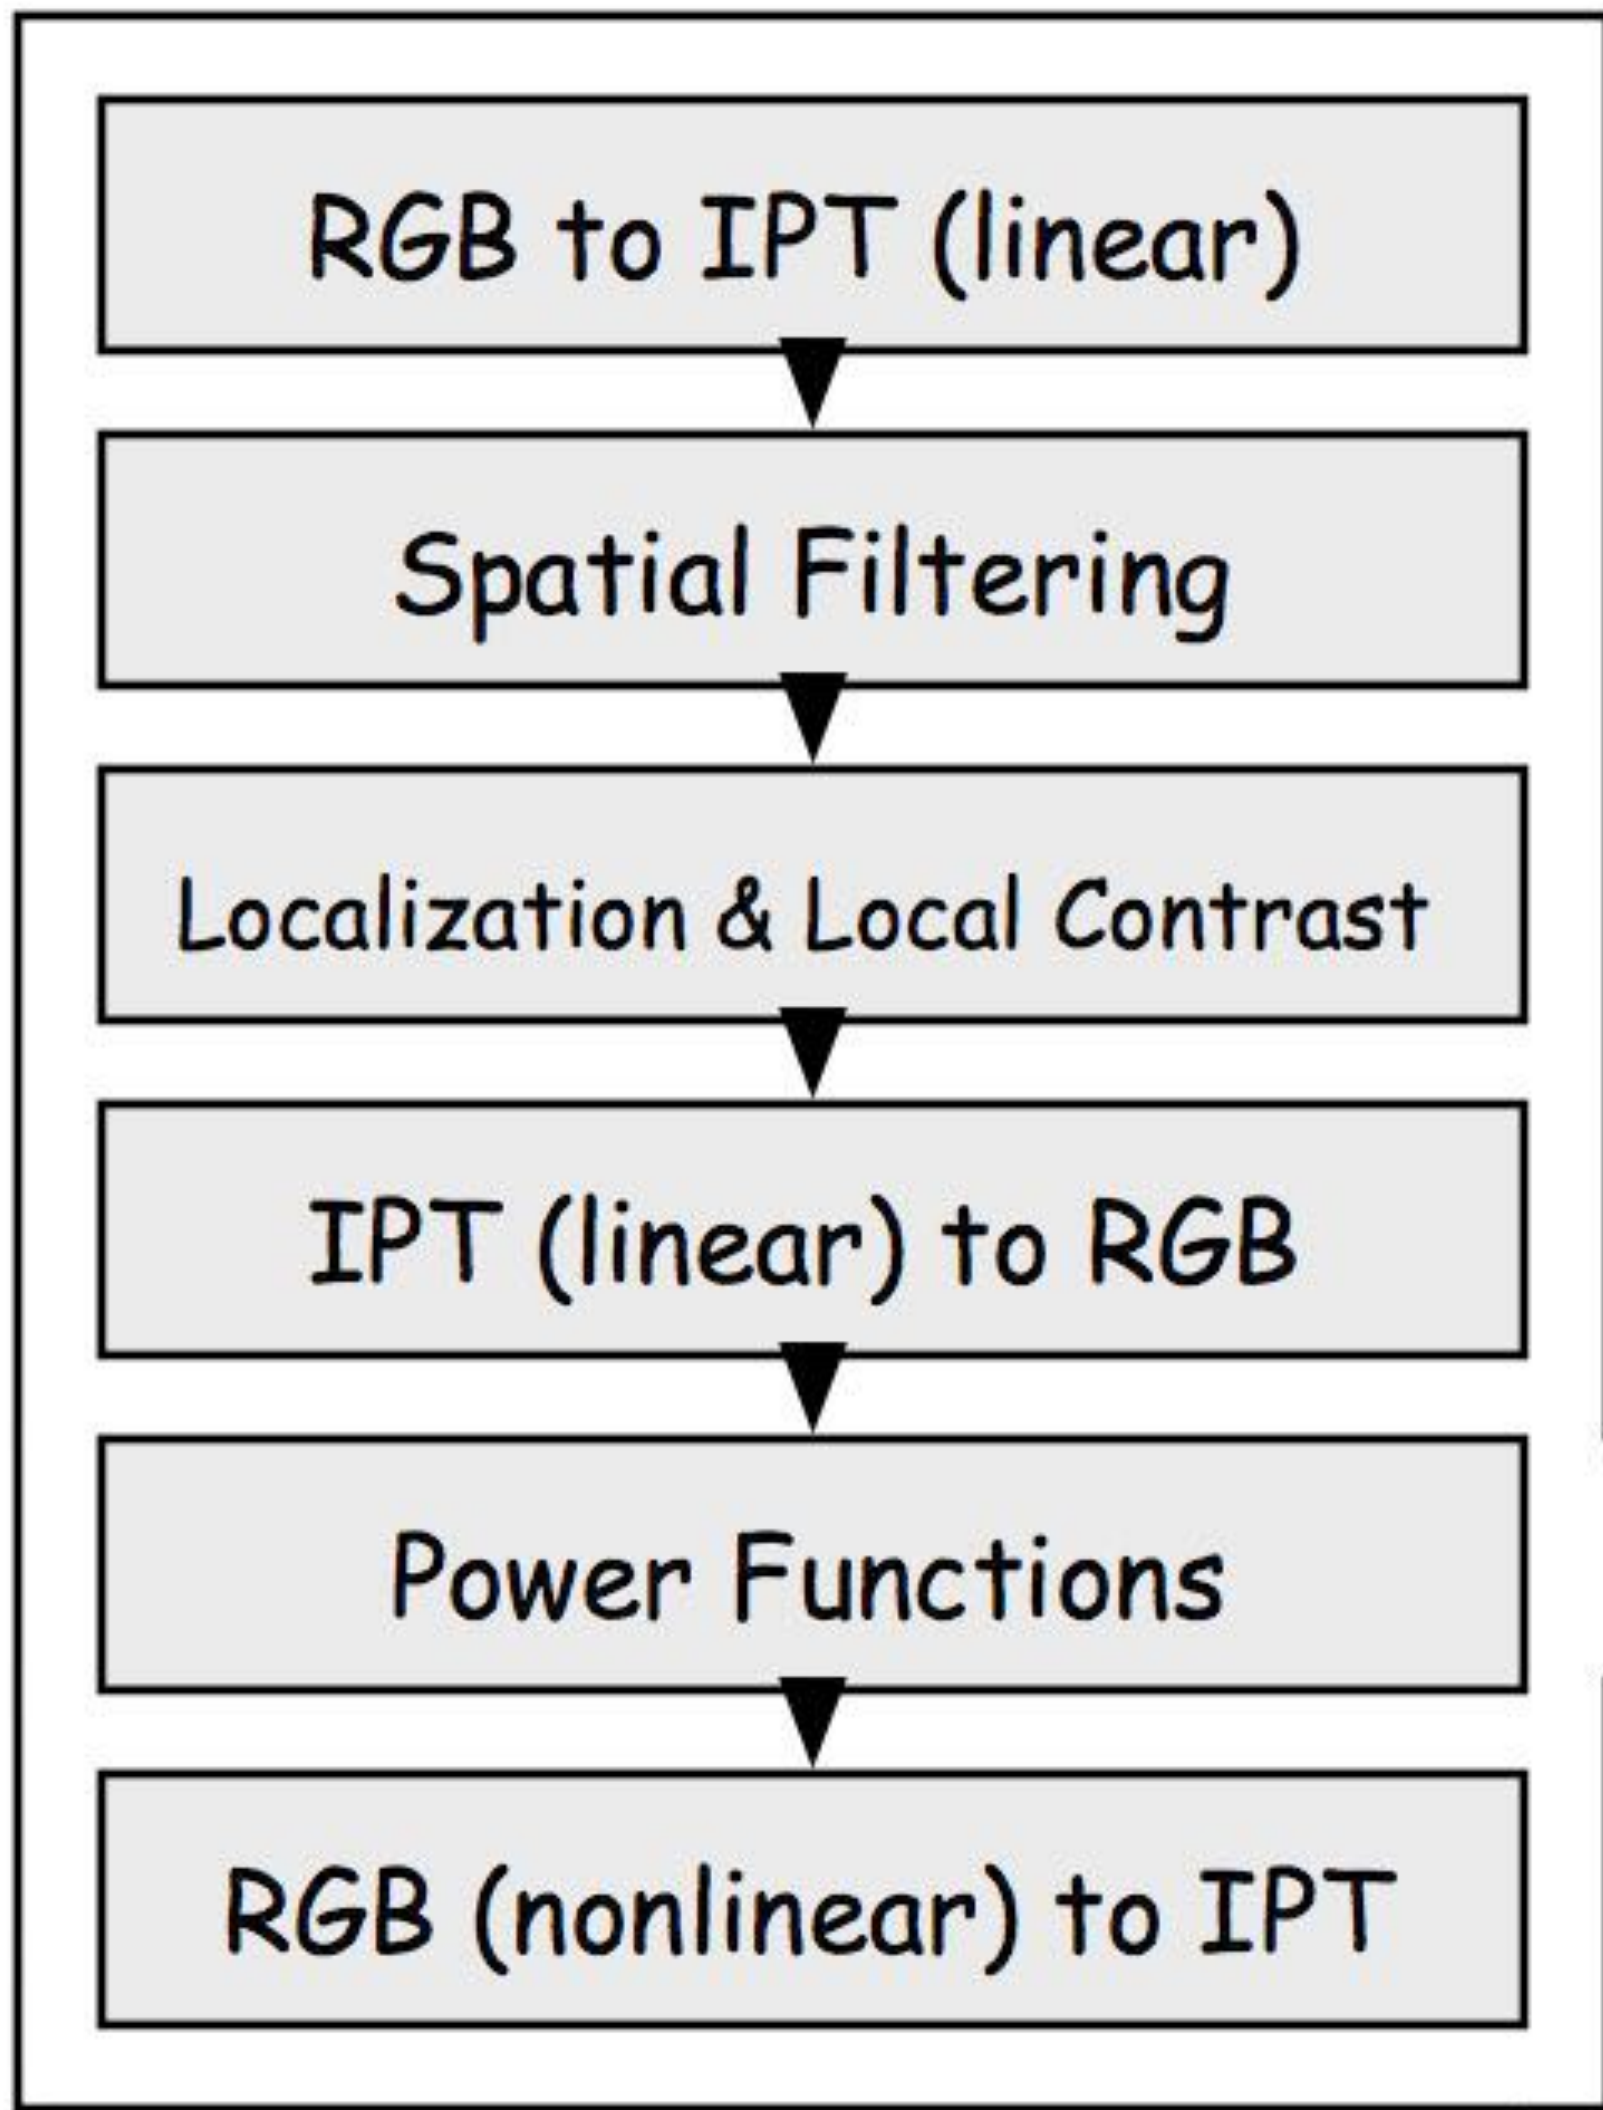 RGB to IPT (linear)
Spatial Filtering
Localization & Local Contrast
IPT (linear) to RGB
Power Functions
RGB (nonlinear) to IPT